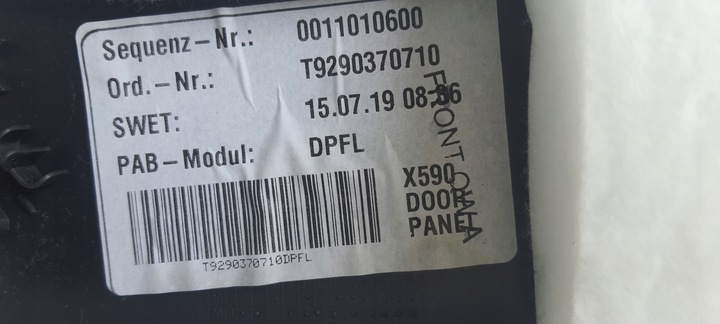 Sequenz-Nr.: 0011010600
Ord.-Nr.: T9290370710
SWET: 15.07.19 08:36
PAB-Modul: DPFL
X590
DOOR
PANEL
T9290370710DPFL
FRONT